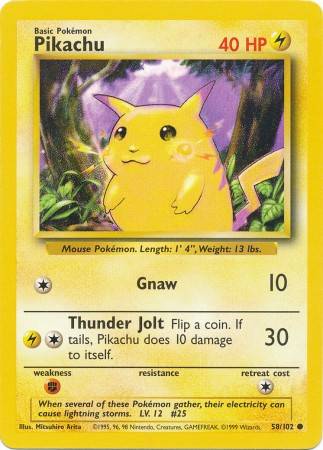 Basic Pokémon
Pikachu 40 HP
Mouse Pokémon. Length: 1' 4", Weight: 13 lbs.
Gnaw 10
Thunder Jolt Flip a coin. If
tails, Pikachu does 10 damage
to itself.
30
weakness resistance retreat cost
When several of these Pokémon gather, their electricity can
cause lightning storms. LV. 12 #25
Illus. Mitsuhiro Arita ©1995, 96, 98 Nintendo, Creatures, GAMEFREAK. ©1999 Wizards. 58/102